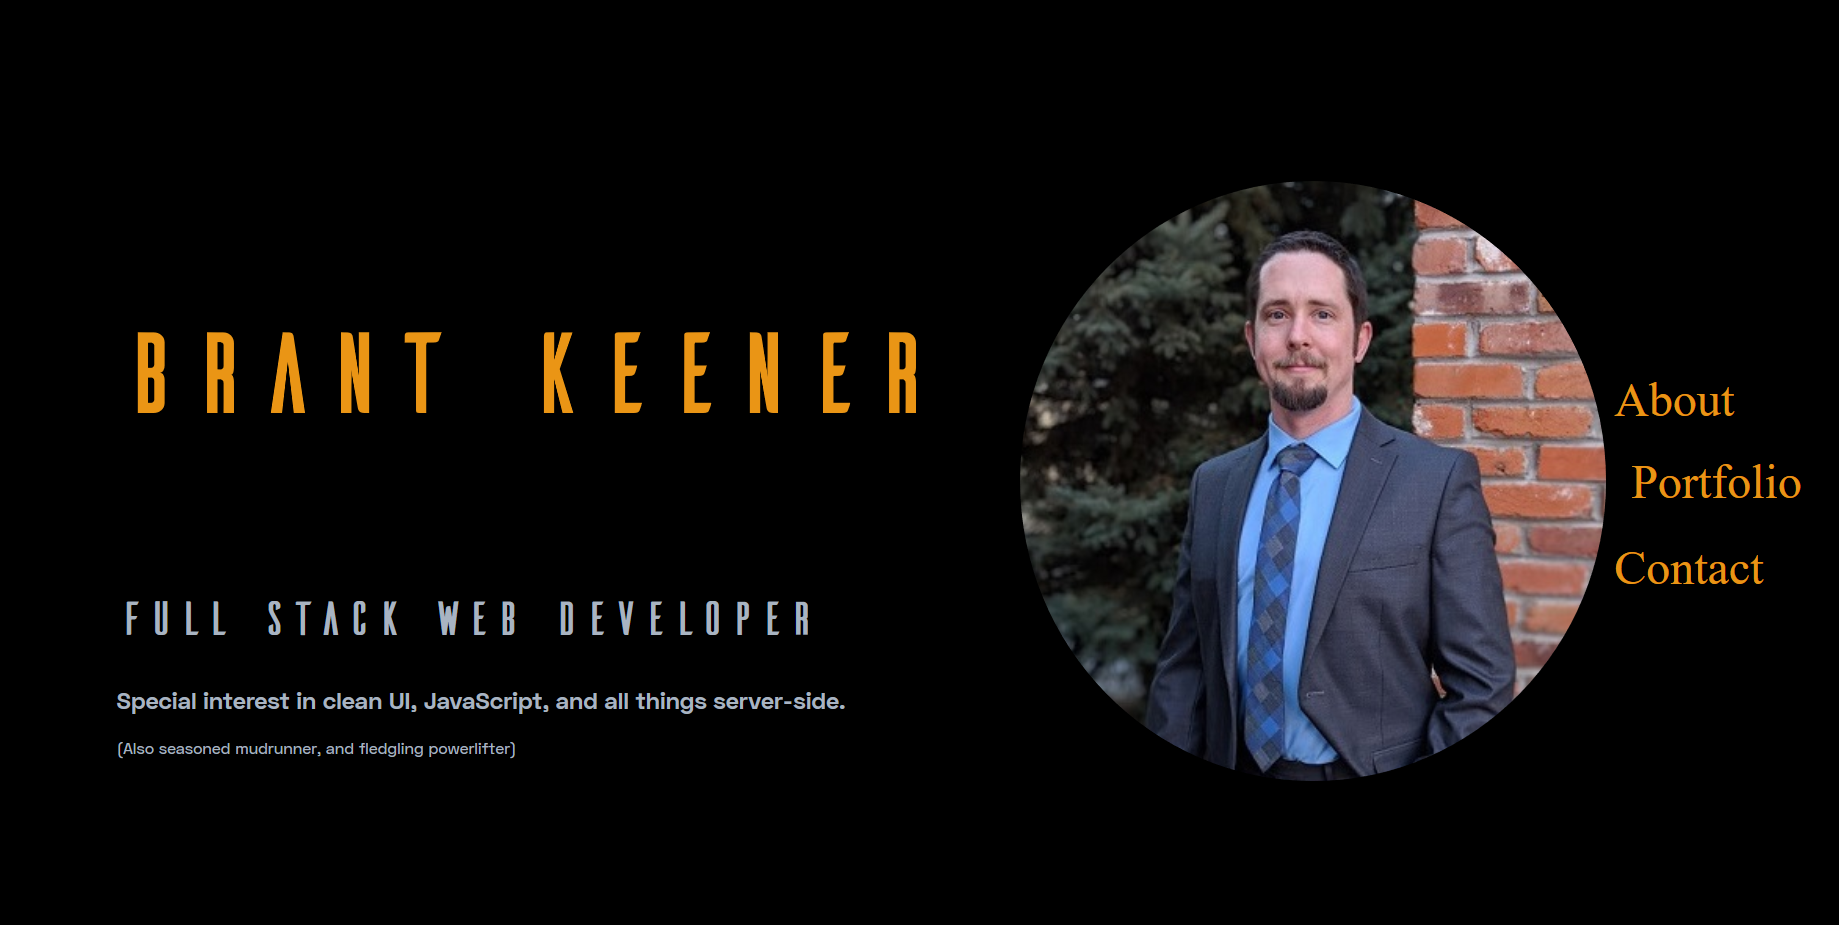 BRANT KEENER
FULL STACK WEB DEVELOPER
Special interest in clean UI, JavaScript, and all things server-side.
(Also seasoned mudrunner, and fledgling powerlifter)
About
Portfolio
Contact